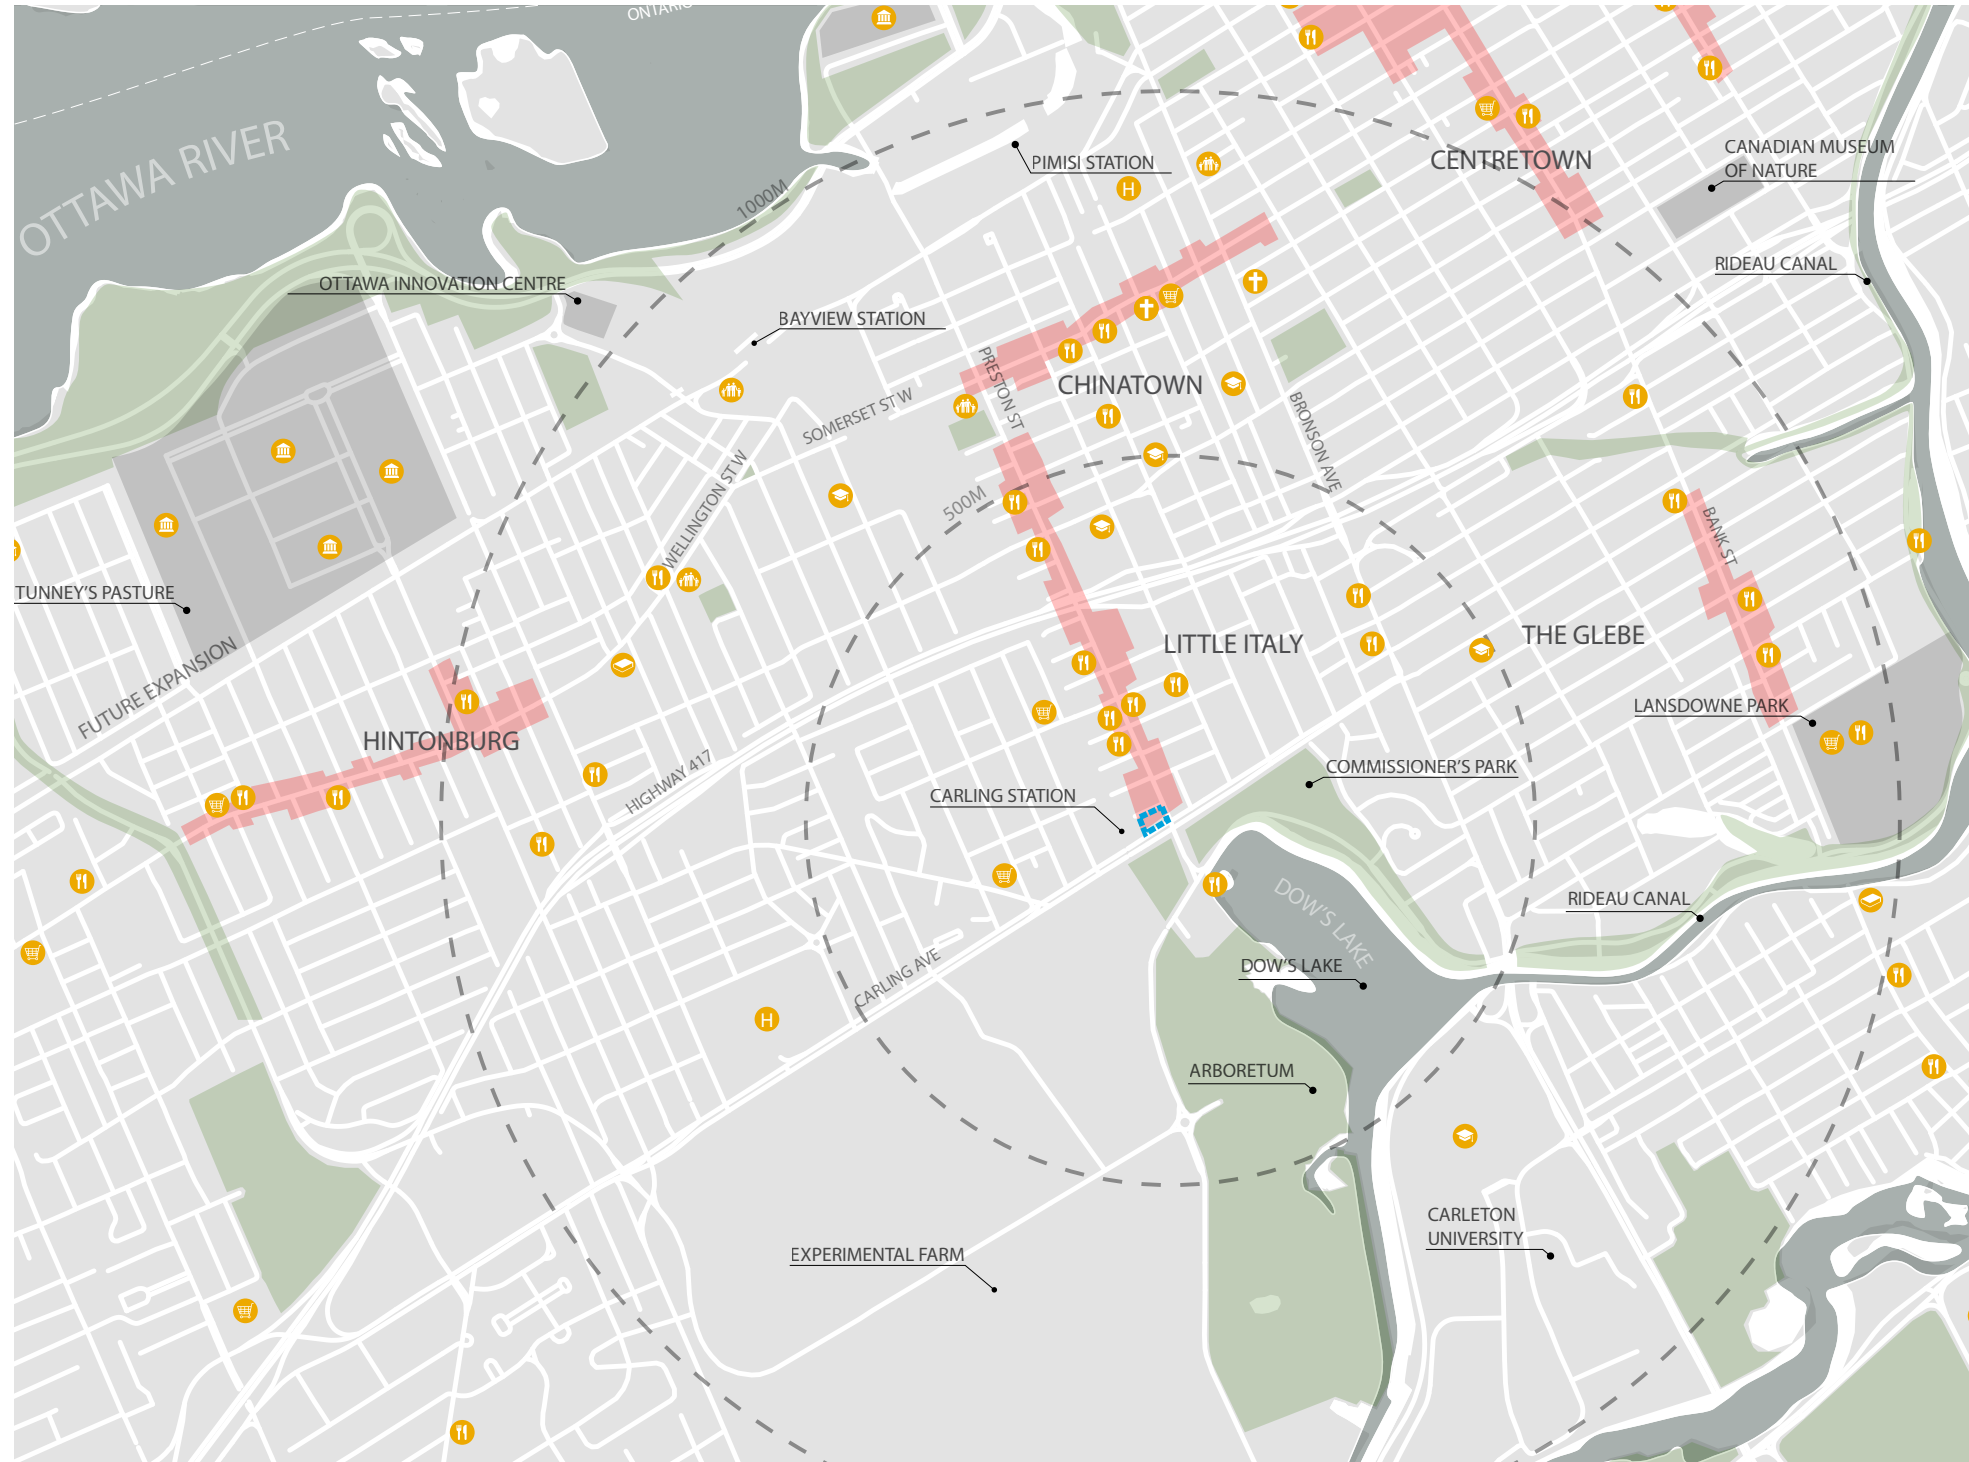 ONTARIO
OTTAWA RIVER
PIMISI STATION
CENTRETOWN
CANADIAN MUSEUM
OF NATURE
1000M
RIDEAU CANAL
OTTAWA INNOVATION CENTRE
BAYVIEW STATION
PRESTON ST
CHINATOWN
SOMERSET ST W
BRONSON AVE
WELLINGTON ST W
500M
BANK ST
TUNNEY'S PASTURE
LITTLE ITALY
THE GLEBE
FUTURE EXPANSION
LANSDOWNE PARK
HINTONBURG
HIGHWAY 417
COMMISSIONER'S PARK
CARLING STATION
DOW'S LAKE
RIDEAU CANAL
CARLING AVE
DOW'S LAKE
ARBORETUM
CARLETON
UNIVERSITY
EXPERIMENTAL FARM
H
H